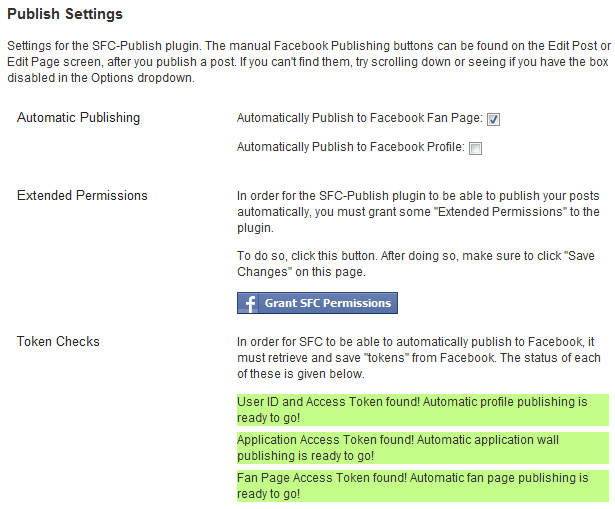 Publish Settings
Settings for the SFC-Publish plugin. The manual Facebook Publishing buttons can be found on the Edit Post or
Edit Page screen, after you publish a post. If you can't find them, try scrolling down or seeing if you have the box
disabled in the Options dropdown.
Automatic Publishing
Automatically Publish to Facebook Fan Page:
Automatically Publish to Facebook Profile:
Extended Permissions
In order for the SFC-Publish plugin to be able to publish your posts
automatically, you must grant some "Extended Permissions" to the
plugin.
To do so, click this button. After doing so, make sure to click "Save
Changes" on this page.
f Grant SFC Permissions
Token Checks
In order for SFC to be able to automatically publish to Facebook, it
must retrieve and save "tokens" from Facebook. The status of each
of these is given below.
User ID and Access Token found! Automatic profile publishing is
ready to go!
Application Access Token found! Automatic application wall
publishing is ready to go!
Fan Page Access Token found! Automatic fan page publishing is
ready to go!